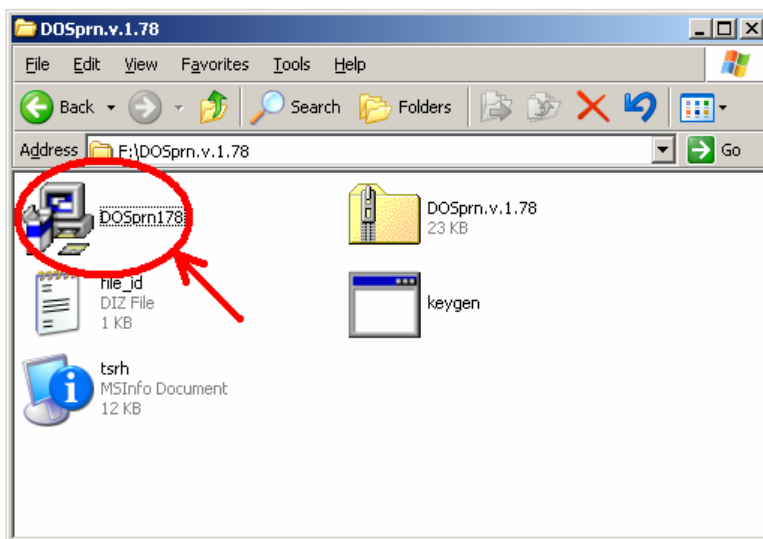 DOSprn.v.1.78
File Edit View Favorites Tools Help
Back Search Folders
Address F:\DOSprn.v.1.78 Go
DOSprn178 DOSprn.v.1.78
23 KB
file_id
DIZ File
1 KB
keygen
tsrh
MSInfo Document
12 KB